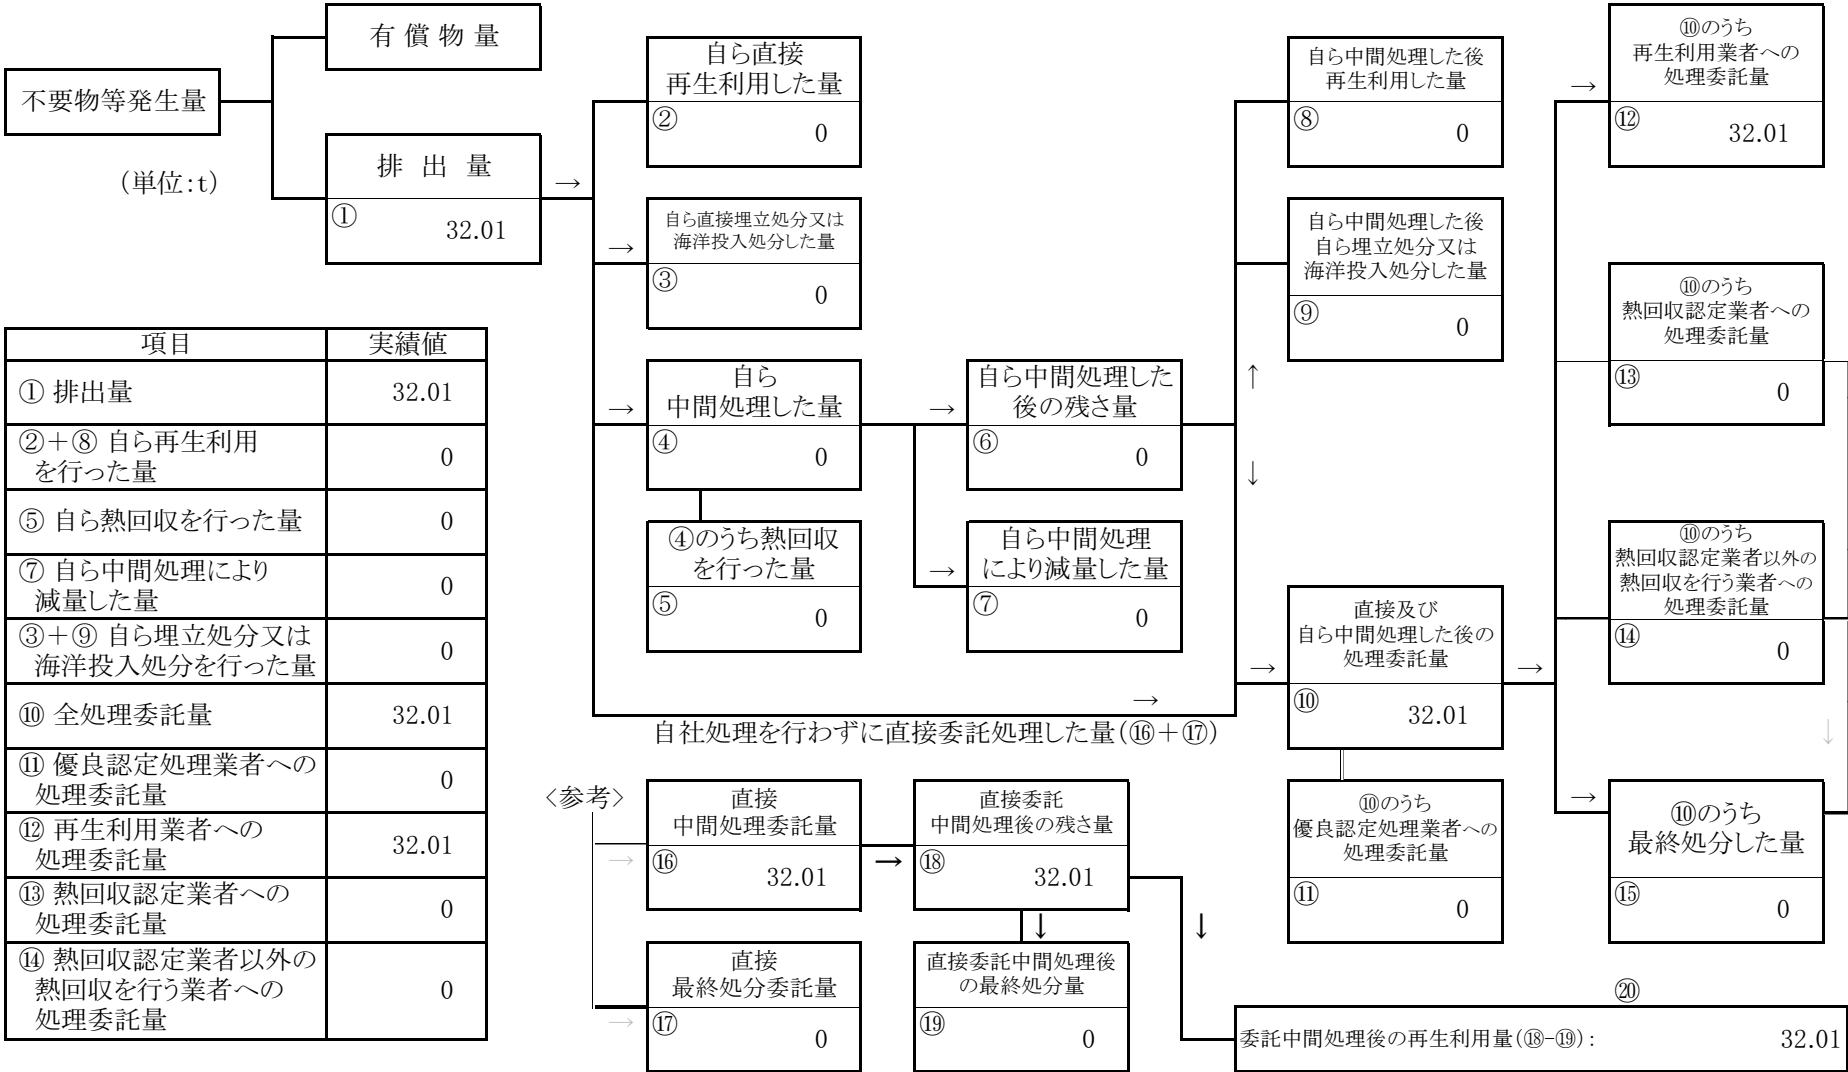 不要物等発生量
有 償 物 量
(単位:t)
排 出 量
①
32.01
→
自ら直接
再生利用した量
②
0
→
自ら直接埋立処分又は
海洋投入処分した量
③
0
→
自ら
中間処理した量
④
0
④のうち熱回収
を行った量
⑤
0
→
自ら中間処理した
後の残さ量
⑥
0
→
自ら中間処理
により減量した量
⑦
0
自ら中間処理した後
再生利用した量
⑧
0
自ら中間処理した後
自ら埋立処分又は
海洋投入処分した量
⑨
0
↑
↓
→
自社処理を行わずに直接委託処理した量(⑯+⑰)
→
直接及び
自ら中間処理した後の
処理委託量
⑩
32.01
→
⑩のうち
優良認定処理業者への
処理委託量
⑪
0
→
⑩のうち
再生利用業者への
処理委託量
⑫
32.01
⑩のうち
熱回収認定業者への
処理委託量
⑬
0
⑩のうち
熱回収認定業者以外の
熱回収を行う業者への
処理委託量
⑭
0
↓
→
⑩のうち
最終処分した量
⑮
0
項目 実績値
① 排出量 32.01
②+⑧ 自ら再生利用
を行った量 0
⑤ 自ら熱回収を行った量 0
⑦ 自ら中間処理により
減量した量 0
③+⑨ 自ら埋立処分又は
海洋投入処分を行った量 0
⑩ 全処理委託量 32.01
⑪ 優良認定処理業者への
処理委託量 0
⑫ 再生利用業者への
処理委託量 32.01
⑬ 熱回収認定業者への
処理委託量 0
⑭ 熱回収認定業者以外の
熱回収を行う業者への
処理委託量 0
〈参考〉
→
直接
中間処理委託量
⑯
32.01
→
直接委託
中間処理後の残さ量
⑱
32.01
↓
↓
→
直接
最終処分委託量
⑰
0
直接委託中間処理後
の最終処分量
⑲
0
⑳
委託中間処理後の再生利用量(⑱-⑲): 32.01